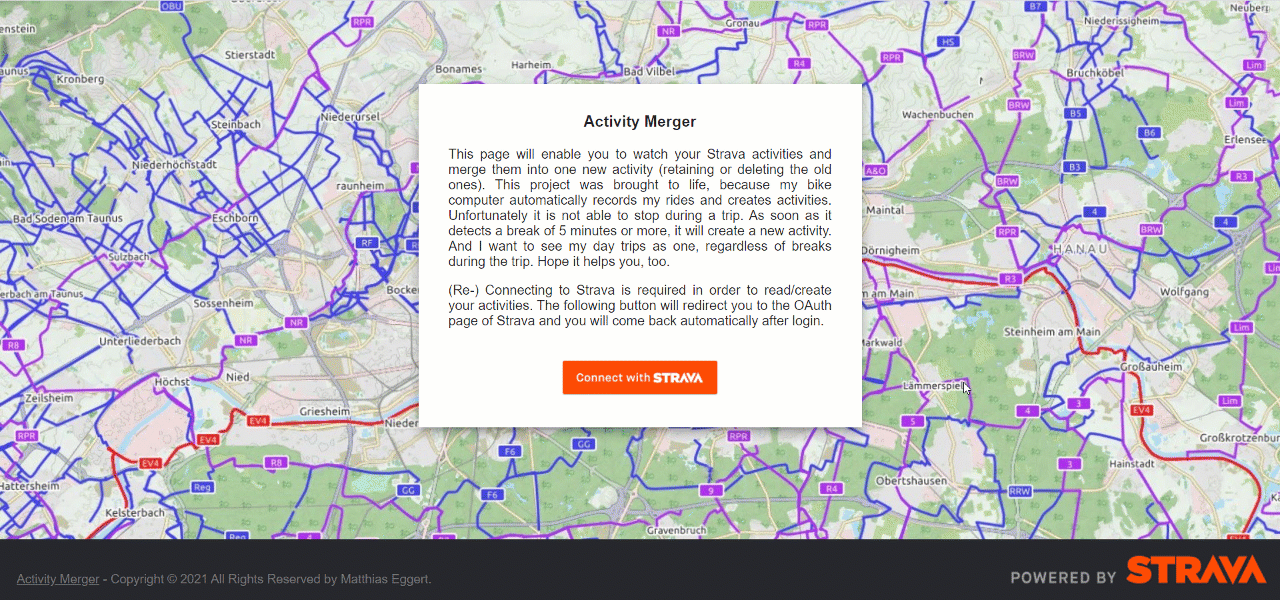 OBU
RPR
NR
Gronau
RPR
B7
Niederissigheim
Neuberg
enstein
Stierstadt
HS
Bonames
Harheim
Bad Vilbel
R4
RPR
BRW
Lim
Kronberg
Bruchköbel
Steinbach
Niederursel
Wachenbuchen
BRW
B5
Lim
B6
Erlensee
Niederhöchstadt
raunheim
B3
A&O
BRW
R3
Bad Soden am Taunus
Eschborn
Maintal
4
4
RF
RPR
BRW
Sulzbach
Dörnigheim
HANAU
erbach am Taunus
Sossenheim
Bocke
m am Main
R3
Wolfgang
NR
Lim
R8
Unterliederbach
NR
Markwald
Steinheim am Main
Höchst
Nied
Lämmerspiel
Großauheim
Zeilsheim
Griesheim
EV4
Nieder
5
4
3
EV4
Lim
RPR
EV4
F6
GG
RPR
Großkrotzenbur
EV4
R8
3
Hainstadt
Hattersheim
Reg
GG
F6
9
R4
Obertshausen
RRW
Kelsterbach
Gravenbruch
Reg
4
EV4
Activity Merger
This page will enable you to watch your Strava activities and
merge them into one new activity (retaining or deleting the old
ones). This project was brought to life, because my bike
computer automatically records my rides and creates activities.
Unfortunately it is not able to stop during a trip. As soon as it
detects a break of 5 minutes or more, it will create a new activity.
And I want to see my day trips as one, regardless of breaks
during the trip. Hope it helps you, too.
(Re-) Connecting to Strava is required in order to read/create
your activities. The following button will redirect you to the OAuth
page of Strava and you will come back automatically after login.
Connect with STRAVA
Activity Merger - Copyright © 2021 All Rights Reserved by Matthias Eggert.
POWERED BY STRAVA